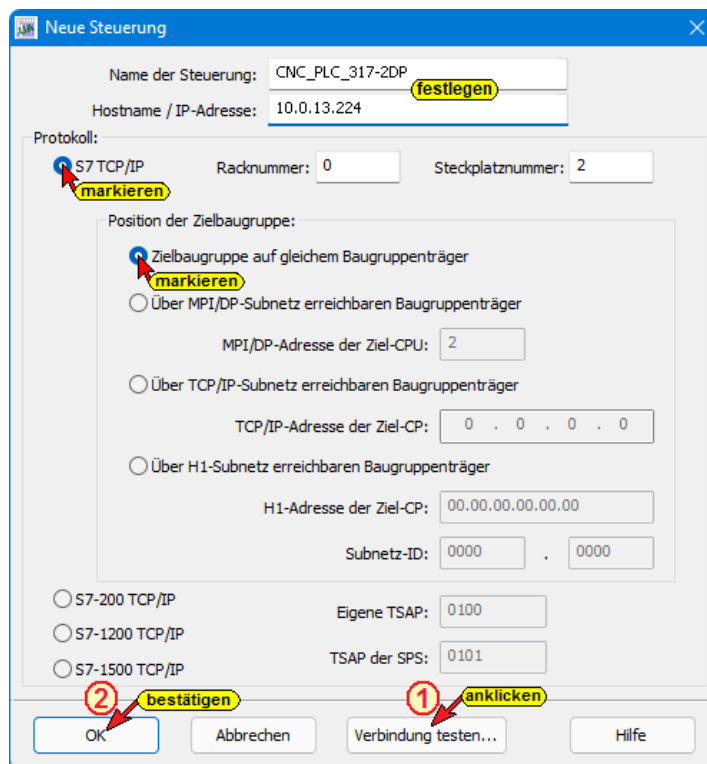 Neue Steuerung
Name der Steuerung: CNC_PLC_317-2DP
festlegen
Hostname / IP-Adresse: 10.0.13.224
Protokoll:
S7 TCP/IP Racknummer: 0 Steckplatznummer: 2
markieren
Position der Zielbaugruppe:
Zielbaugruppe auf gleichem Baugruppenträger
markieren
Über MPI/DP-Subnetz erreichbaren Baugruppenträger
MPI/DP-Adresse der Ziel-CPU: 2
Über TCP/IP-Subnetz erreichbaren Baugruppenträger
TCP/IP-Adresse der Ziel-CP: 0 . 0 . 0 . 0
Über H1-Subnetz erreichbaren Baugruppenträger
H1-Adresse der Ziel-CP: 00.00.00.00.00.00
Subnetz-ID: 0000 . 0000
S7-200 TCP/IP
Eigene TSAP: 0100
S7-1200 TCP/IP
TSAP der SPS: 0101
S7-1500 TCP/IP
2 bestätigen 1 anklicken
OK Abbrechen Verbindung testen... Hilfe